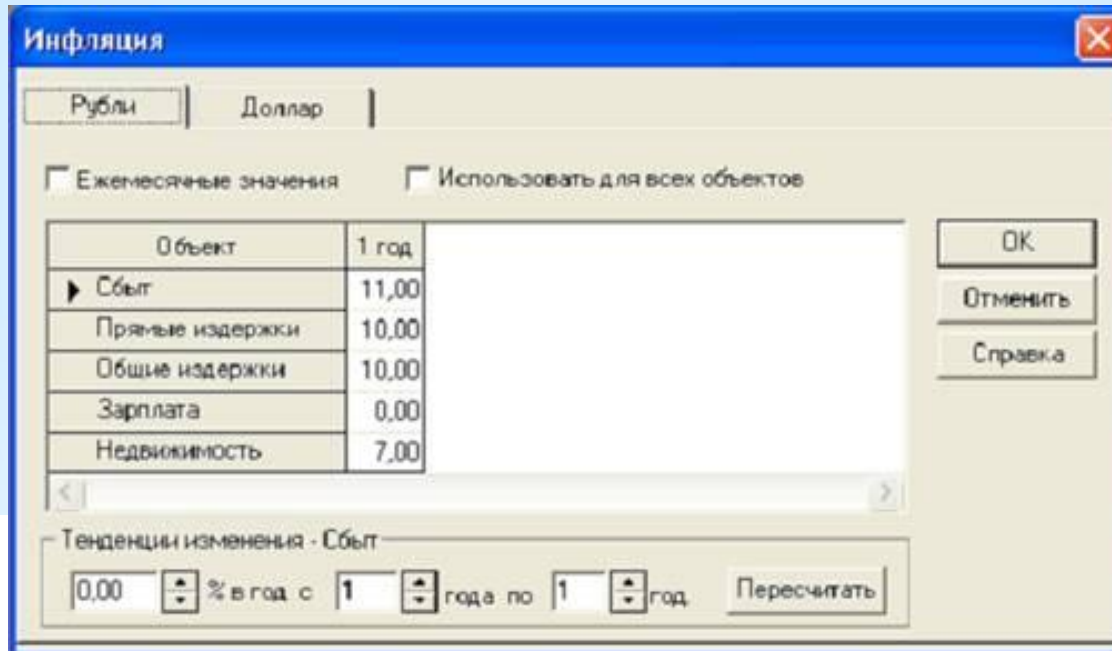 Инфляция
Рубли Доллар
Ежемесячные значения Использовать для всех объектов
Объект 1 год
Сбыт 11,00
Прямые издержки 10,00
Общие издержки 10,00
Зарплата 0,00
Недвижимость 7,00
OK
Отменить
Справка
Тенденции изменения - Сбыт
0,00 % в год с 1 года по 1 год Пересчитать